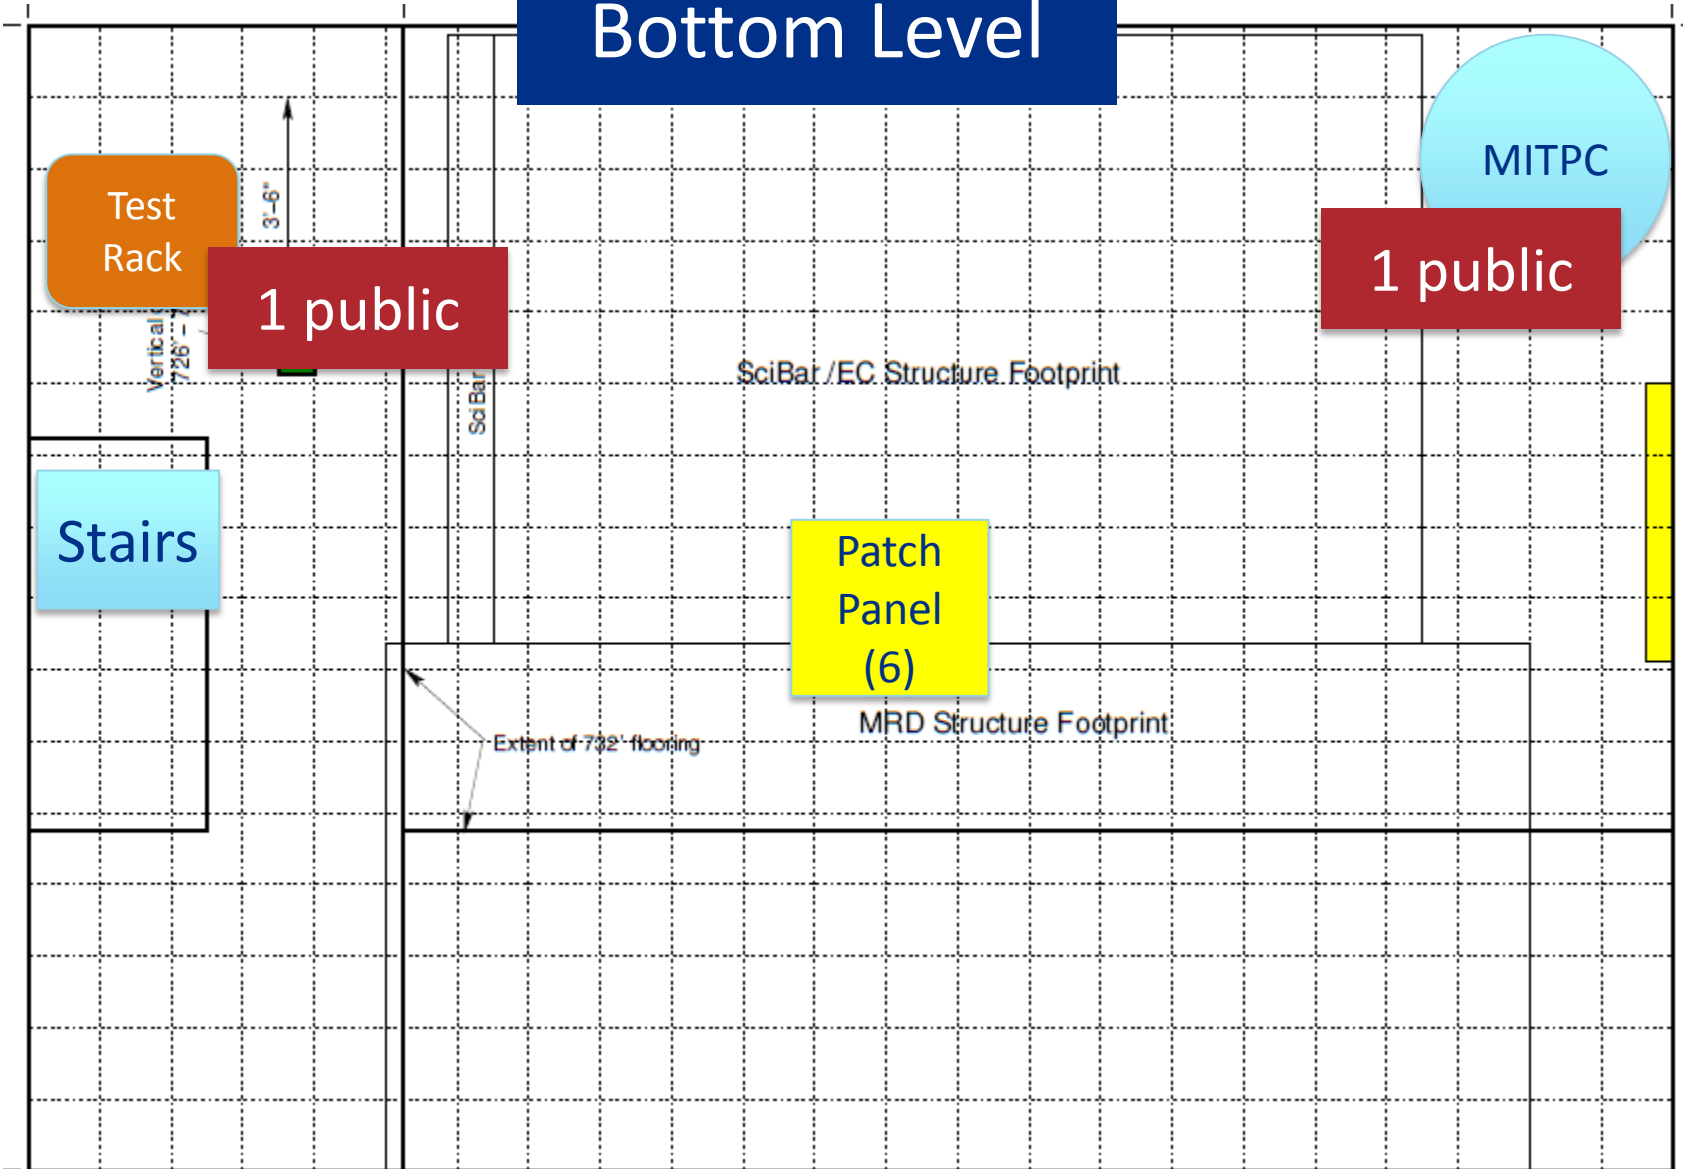 Bottom Level
MITPC
Test
Rack
3'-6"
1 public
1 public
Vertical
726' –
SciBar
SciBar /EC Structure Footprint
Stairs
Patch
Panel
(6)
MRD Structure Footprint
Extent of 732' flooring